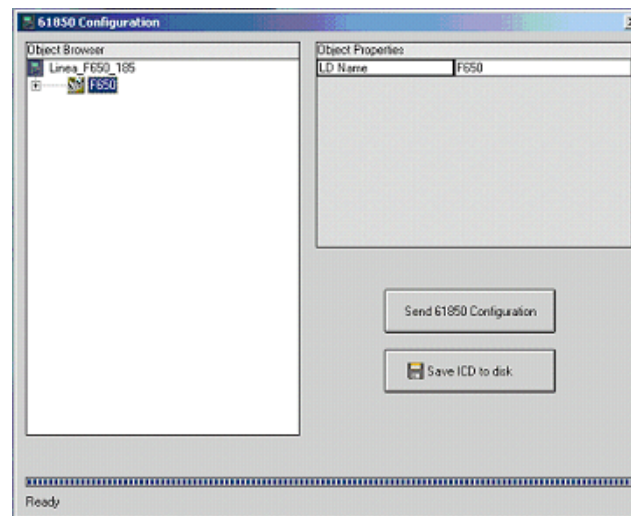 61850 Configuration
Object Browser
Linea_F650_185
F650
Object Properties
LD Name F650
Send 61850 Configuration
Save ICD to disk
Ready